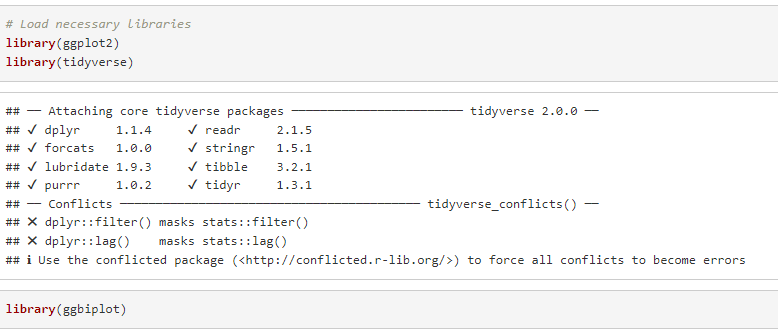 # Load necessary libraries
library(ggplot2)
library(tidyverse)
## ── Attaching core tidyverse packages ──────────────────────── tidyverse 2.0.0 ──
## ✔ dplyr     1.1.4     ✔ readr     2.1.5
## ✔ forcats   1.0.0     ✔ stringr   1.5.1
## ✔ lubridate 1.9.3     ✔ tibble    3.2.1
## ✔ purrr     1.0.2     ✔ tidyr     1.3.1
## ── Conflicts ────────────────────────────────────────── tidyverse_conflicts() ──
## ✖ dplyr::filter() masks stats::filter()
## ✖ dplyr::lag()    masks stats::lag()
## ℹ Use the conflicted package (<http://conflicted.r-lib.org/>) to force all conflicts to become errors
library(ggbiplot)